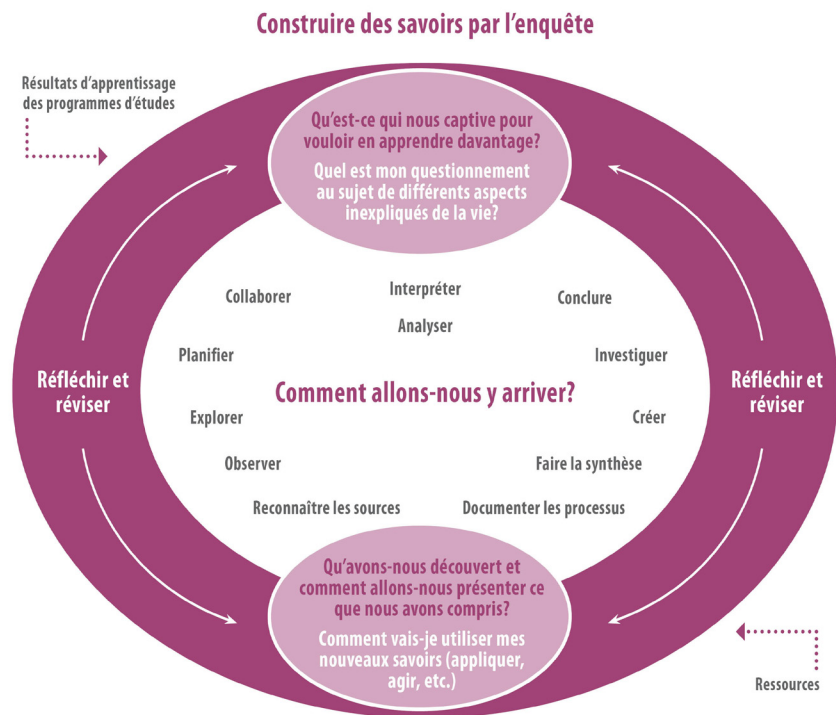 Construire des savoirs par l’enquête
Résultats d’apprentissage
des programmes d’études
Qu’est-ce qui nous captive pour
vouloir en apprendre davantage?
Quel est mon questionnement
au sujet de différents aspects
inexpliqués de la vie?
Collaborer
Interpréter
Conclure
Analyser
Planifier
Investiguer
Réfléchir et
réviser
Comment allons-nous y arriver?
Réfléchir et
réviser
Explorer
Créer
Observer
Faire la synthèse
Reconnaître les sources
Documenter les processus
Qu’avons-nous découvert et
comment allons-nous présenter ce
que nous avons compris?
Comment vais-je utiliser mes
nouveaux savoirs (appliquer,
agir, etc.)
Ressources